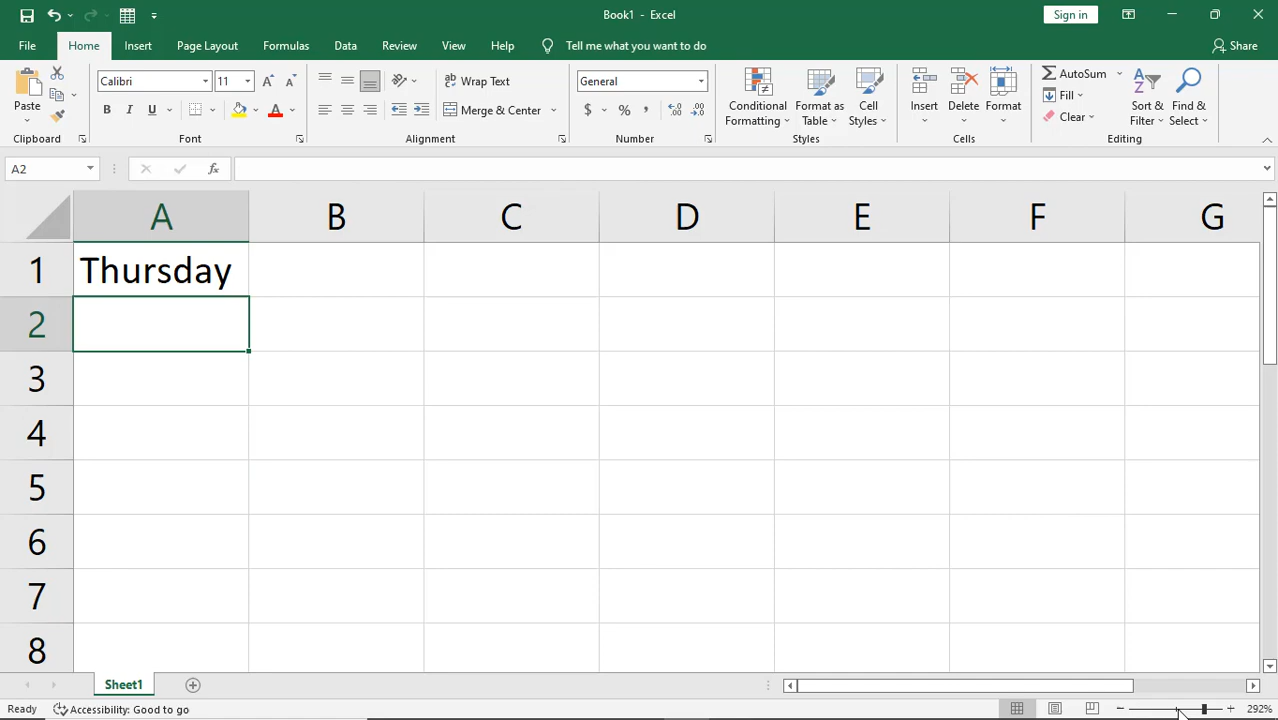 Book1 - Excel
Sign in
File Home Insert Page Layout Formulas Data Review View Help Tell me what you want to do Share
Paste
Clipboard
Calibri 11 A A
B I U A
Font
ab Wrap Text
Merge & Center
Alignment
General
$ % ,
Number
Conditional Formatting
Format as Table
Cell Styles
Styles
Insert
Delete
Format
Cells
AutoSum
Fill
Clear
Sort & Filter
Find & Select
Editing
A2 fx
A B C D E F G
1 Thursday
2
3
4
5
6
7
8
Sheet1
Ready Accessibility: Good to go 292%